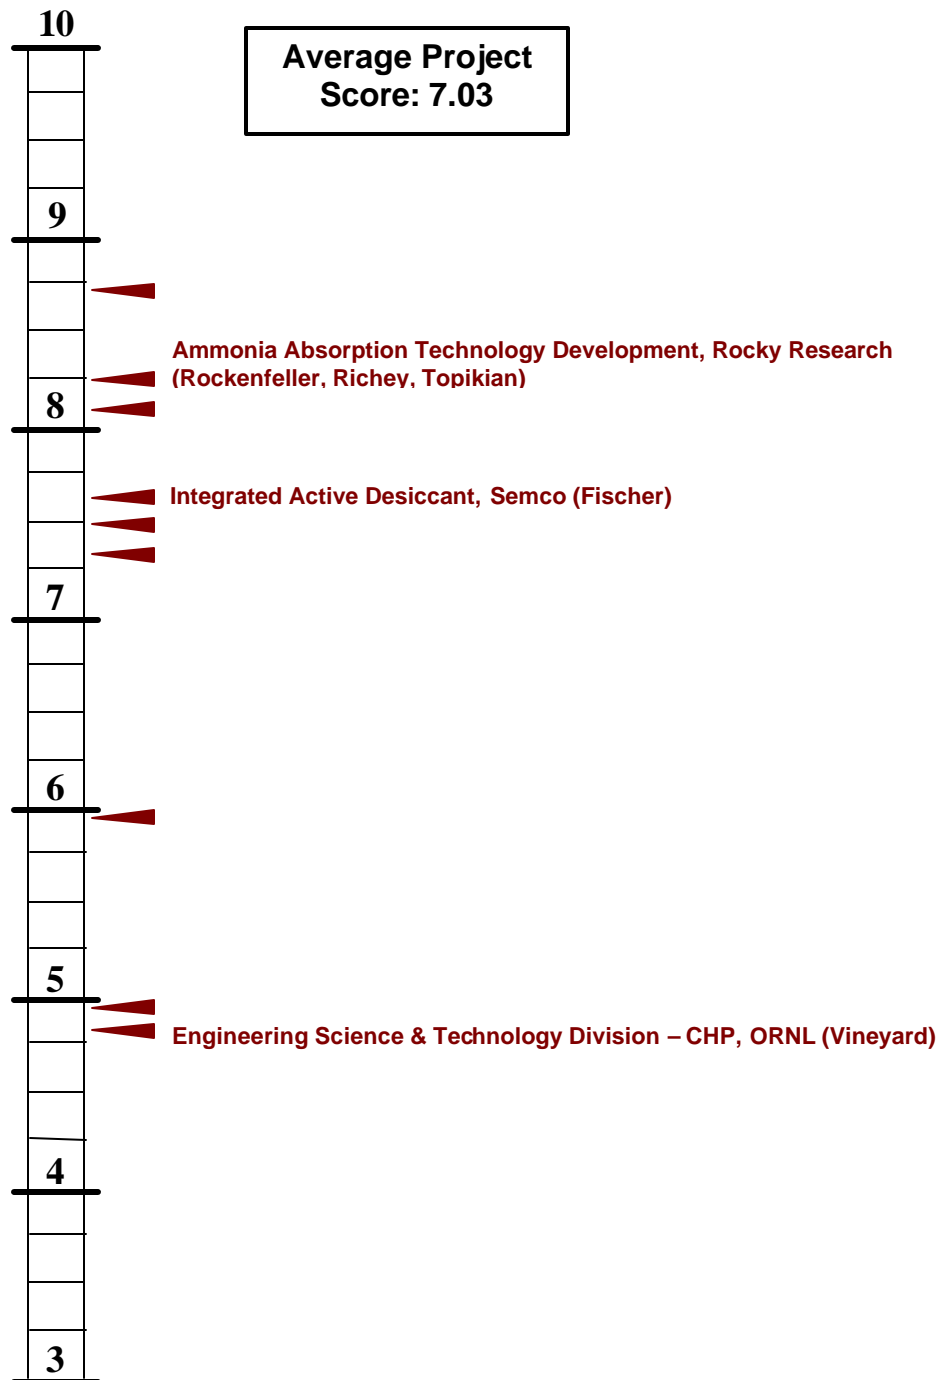 10
Average Project
Score: 7.03
9
Ammonia Absorption Technology Development, Rocky Research
(Rockenfeller, Richey, Topikian)
8
Integrated Active Desiccant, Semco (Fischer)
7
6
5
Engineering Science & Technology Division – CHP, ORNL (Vineyard)
4
3